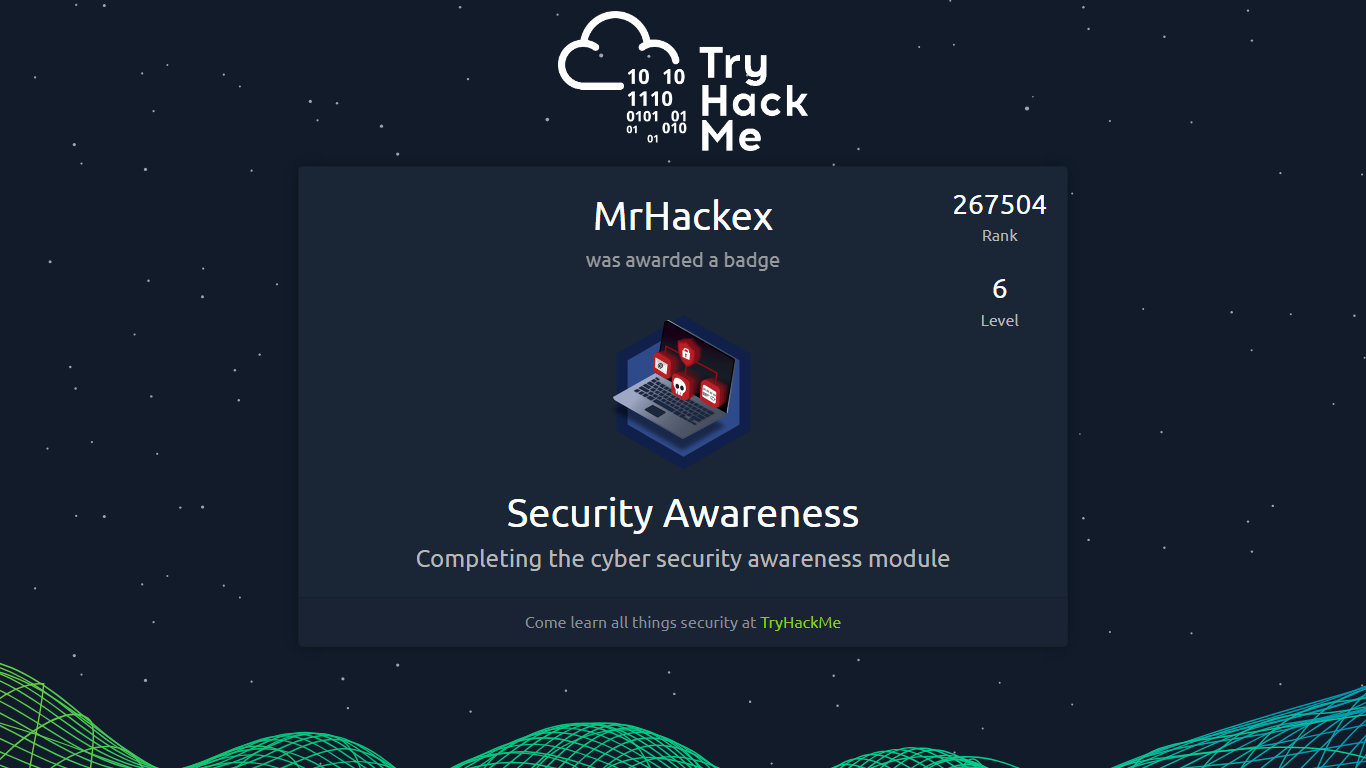 10 10
1110
0101 01
01 010
01
Try
Hack
Me
MrHackex
was awarded a badge
267504
Rank
6
Level
Security Awareness
Completing the cyber security awareness module
Come learn all things security at TryHackMe